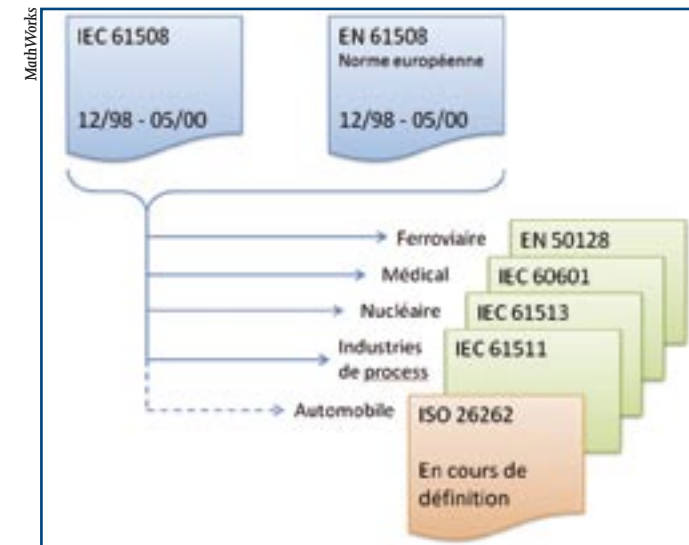 MathWorks
IEC 61508
12/98 - 05/00
EN 61508
Norme européenne
12/98 - 05/00
Ferroviaire
EN 50128
Médical
IEC 60601
Nucléaire
IEC 61513
Industries
de process
IEC 61511
Automobile
ISO 26262
En cours de
définition